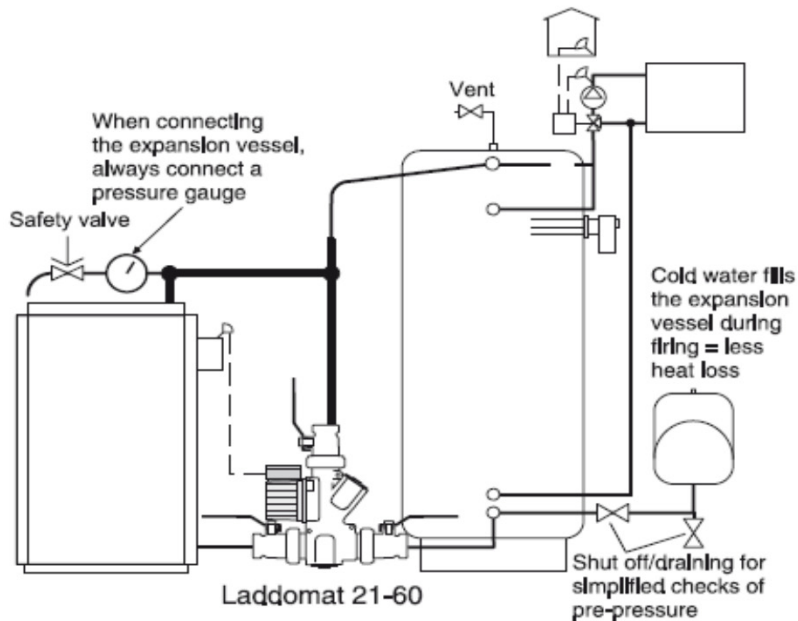 Vent
When connecting
the expansion vessel,
always connect a
pressure gauge
Safety valve
Cold water fills
the expansion
vessel during
firing = less
heat loss
Shut off/draining for
simplified checks of
pre-pressure
Laddomat 21-60